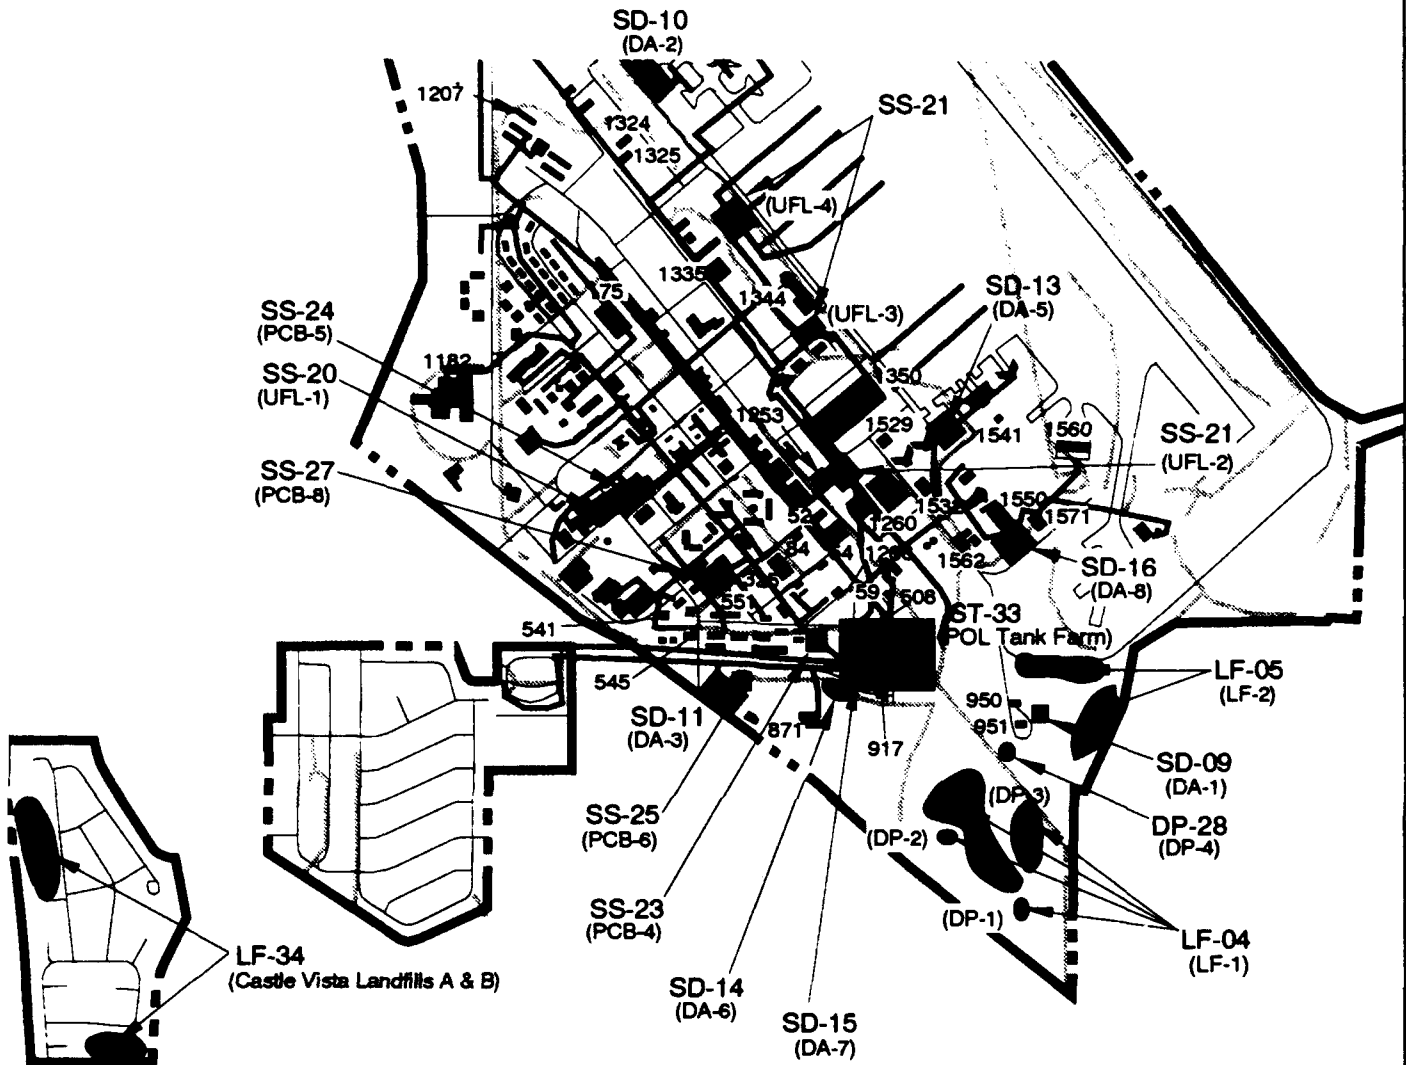 SD-10
(DA-2)
1207
SS-21
1324
1325
(UFL-4)
1335
1344
SD-13
(DA-5)
75
SS-24
(PCB-5)
(UFL-3)
1182
SS-20
(UFL-1)
1350
1253
1529
1541
1560
SS-21
(UFL-2)
SS-27
(PCB-8)
1550
1571
52
1260
84
54
1562
SD-16
(DA-8)
325
59
508
551
ST-33
(POL Tank Farm)
541
545
LF-05
(LF-2)
950
951
SD-11
(DA-3)
871
917
SD-09
(DA-1)
(DP-3)
SS-25
(PCB-6)
(DP-2)
DP-28
(DP-4)
SS-23
(PCB-4)
(DP-1)
LF-04
(LF-1)
LF-34
(Castle Vista Landfills A & B)
SD-14
(DA-6)
SD-15
(DA-7)